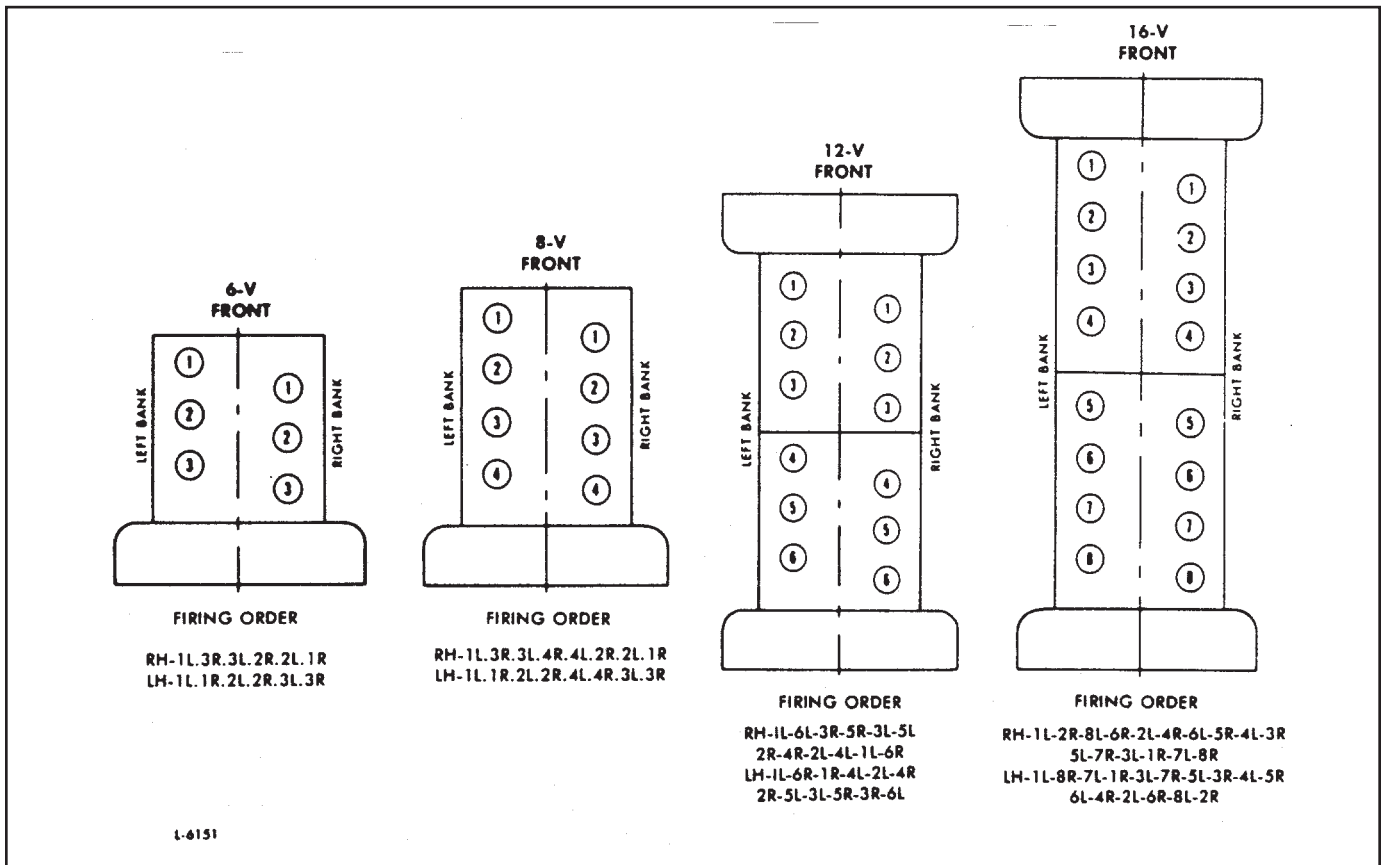 6-V
FRONT
LEFT BANK
1
2
3
1
2
3
RIGHT BANK
FIRING ORDER
RH-1L.3R.3L.2R.2L.1R
LH-1L.1R.2L.2R.3L.3R
8-V
FRONT
LEFT BANK
1
2
3
4
1
2
3
4
RIGHT BANK
FIRING ORDER
RH-1L.3R.3L.4R.4L.2R.2L.1R
LH-1L.1R.2L.2R.4L.4R.3L.3R
12-V
FRONT
LEFT BANK
1
2
3
4
5
6
1
2
3
4
5
6
RIGHT BANK
FIRING ORDER
RH-IL-6L-3R-5R-3L-5L
2R-4R-2L-4L-1L-6R
LH-IL-6R-1R-4L-2L-4R
2R-5L-3L-5R-3R-6L
16-V
FRONT
LEFT BANK
1
2
3
4
5
6
7
8
1
2
3
4
5
6
7
8
RIGHT BANK
FIRING ORDER
RH-1L-2R-8L-6R-2L-4R-6L-5R-4L-3R
5L-7R-3L-1R-7L-8R
LH-1L-8R-7L-1R-3L-7R-5L-3R-4L-5R
6L-4R-2L-6R-8L-2R
L-6151